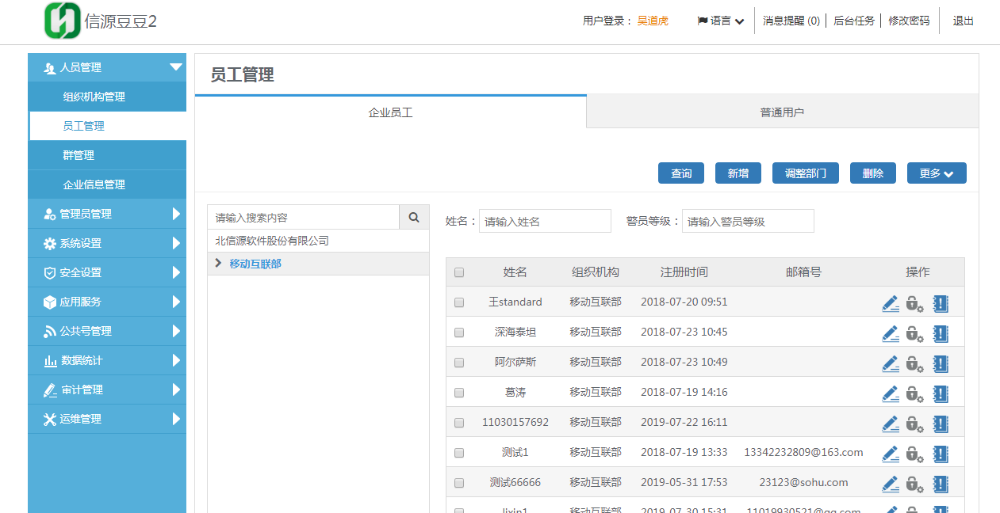 信源豆豆2
用户登录： 吴道虎 语言 消息提醒 (0) 后台任务 修改密码 退出
人员管理
组织机构管理
员工管理
群管理
企业信息管理
管理员管理
系统设置
安全设置
应用服务
公共号管理
数据统计
审计管理
运维管理
员工管理
企业员工 普通用户
查询 新增 调整部门 删除 更多
请输入搜索内容
北信源软件股份有限公司
移动互联部
姓名： 请输入姓名 警员等级： 请输入警员等级
姓名 组织机构 注册时间 邮箱号 操作
王standard 移动互联部 2018-07-20 09:51
深海泰坦 移动互联部 2018-07-23 10:45
阿尔萨斯 移动互联部 2018-07-23 10:49
葛涛 移动互联部 2018-07-19 14:16
11030157692 移动互联部 2019-07-22 16:11
测试1 移动互联部 2018-07-19 13:33 13342232809@163.com
测试66666 移动互联部 2019-05-31 17:53 23123@sohu.com
移动互联部 2019-07-30 15:31 11019930521@qq.com